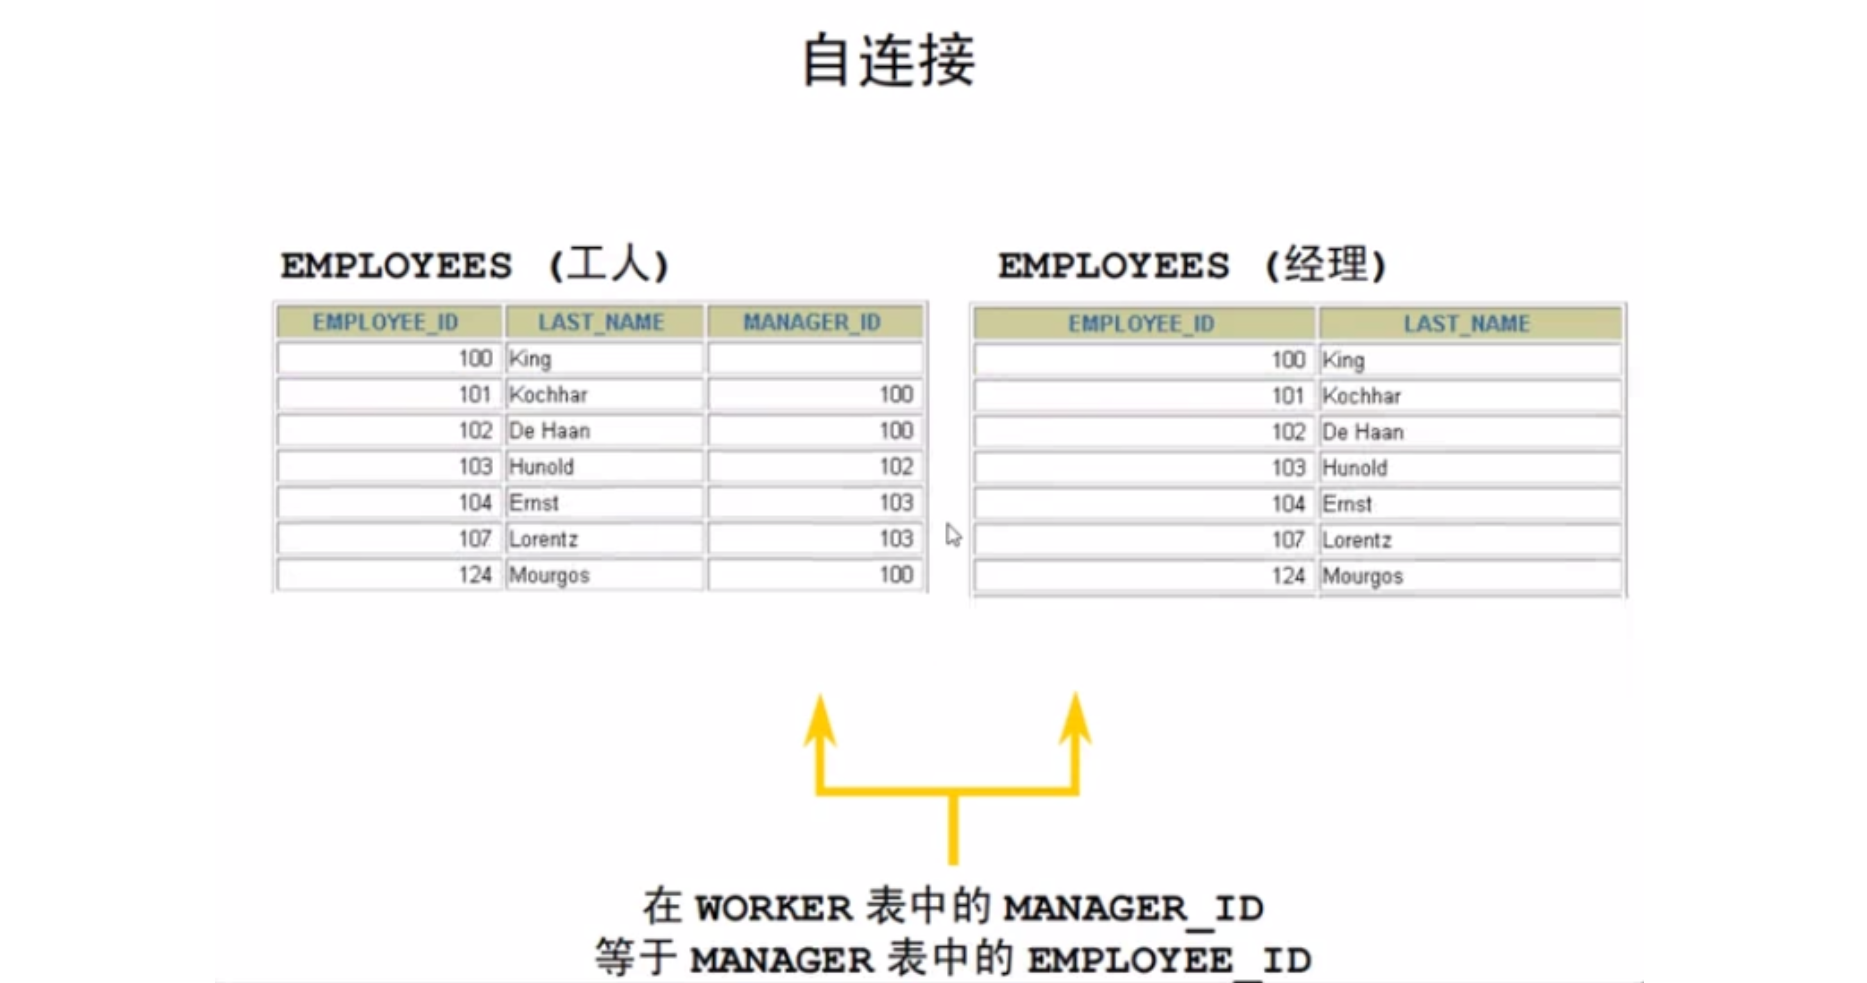 自连接
EMPLOYEES (工人)
EMPLOYEE_ID LAST_NAME MANAGER_ID
100 King
101 Kochhar 100
102 De Haan 100
103 Hunold 102
104 Ernst 103
107 Lorentz 103
124 Mourgos 100
EMPLOYEES (经理)
EMPLOYEE_ID LAST_NAME
100 King
101 Kochhar
102 De Haan
103 Hunold
104 Ernst
107 Lorentz
124 Mourgos
在 WORKER 表中的 MANAGER_ID
等于 MANAGER 表中的 EMPLOYEE_ID